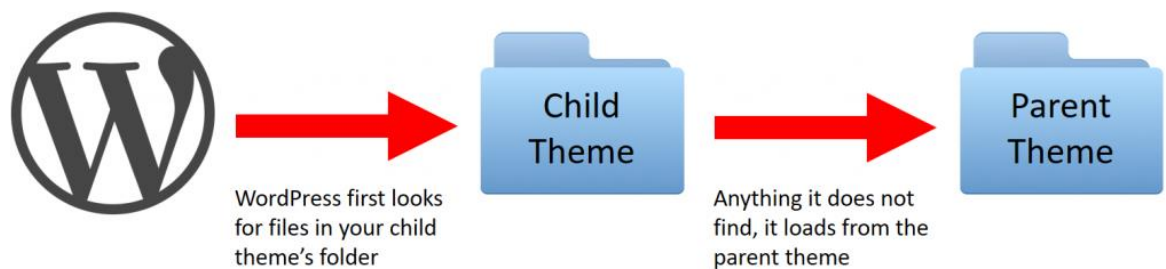 Child
Theme
Parent
Theme
WordPress first looks
for files in your child
theme's folder
Anything it does not
find, it loads from the
parent theme